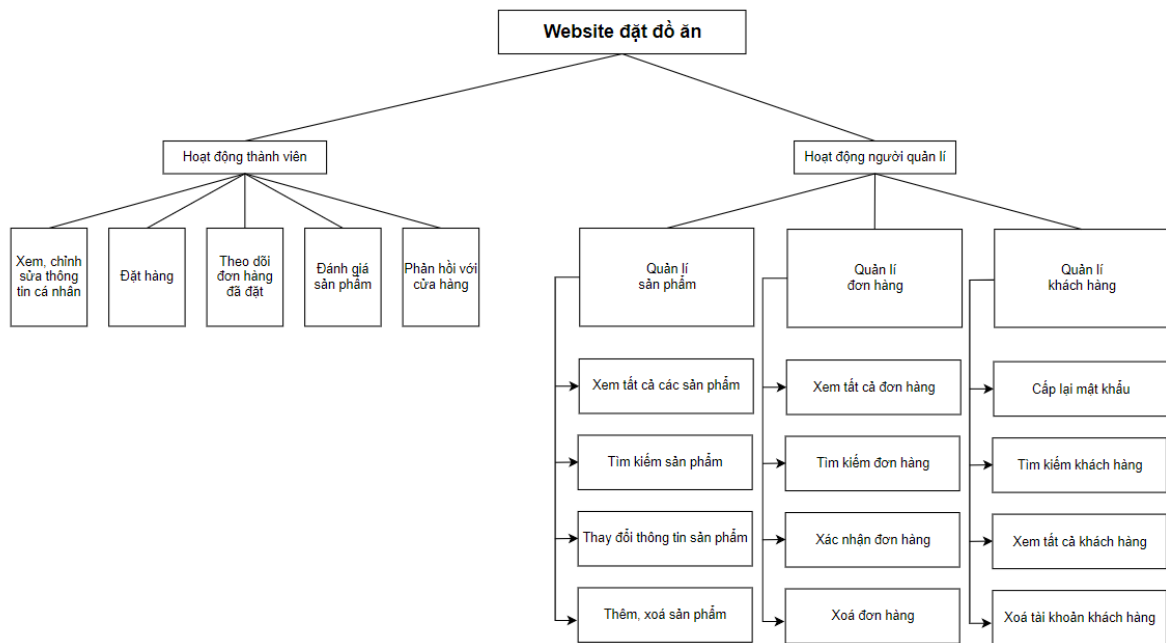 Website đặt đồ ăn
Hoạt động thành viên
Hoạt động người quản lí
Xem, chỉnh
sửa thông
tin cá nhân
Đặt hàng
Theo dõi
đơn hàng
đã đặt
Đánh giá
sản phẩm
Phản hồi với
cửa hàng
Quản lí
sản phẩm
Quản lí
đơn hàng
Quản lí
khách hàng
Xem tất cả các sản phẩm
Xem tất cả đơn hàng
Cấp lại mật khẩu
Tìm kiếm sản phẩm
Tìm kiếm đơn hàng
Tìm kiếm khách hàng
Thay đổi thông tin sản phẩm
Xác nhận đơn hàng
Xem tất cả khách hàng
Thêm, xoá sản phẩm
Xoá đơn hàng
Xoá tài khoản khách hàng